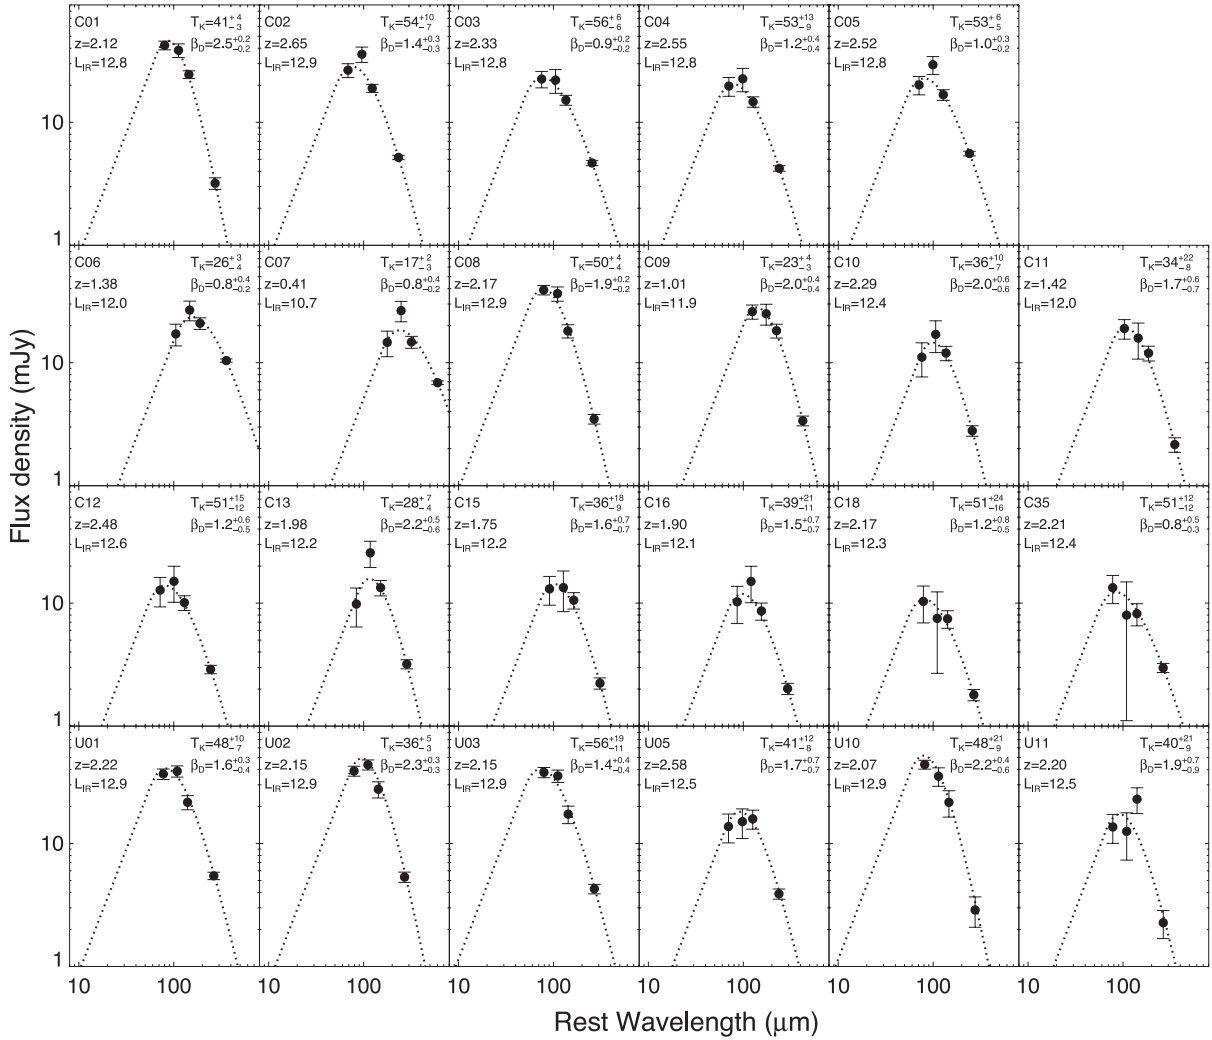 C01 T_K=41^{+4}_{-3}
z=2.12 β_D=2.5^{+0.2}_{-0.2}
L_IR=12.8
C02 T_K=54^{+10}_{-7}
z=2.65 β_D=1.4^{+0.3}_{-0.3}
L_IR=12.9
C03 T_K=56^{+6}_{-6}
z=2.33 β_D=0.9^{+0.2}_{-0.2}
L_IR=12.8
C04 T_K=53^{+13}_{-9}
z=2.55 β_D=1.2^{+0.4}_{-0.4}
L_IR=12.8
C05 T_K=53^{+6}_{-5}
z=2.52 β_D=1.0^{+0.3}_{-0.2}
L_IR=12.8
10
1
C06 T_K=26^{+3}_{-4}
z=1.38 β_D=0.8^{+0.4}_{-0.2}
L_IR=12.0
C07 T_K=17^{+2}_{-3}
z=0.41 β_D=0.8^{+0.4}_{-0.2}
L_IR=10.7
C08 T_K=50^{+4}_{-4}
z=2.17 β_D=1.9^{+0.2}_{-0.2}
L_IR=12.9
C09 T_K=23^{+4}_{-3}
z=1.01 β_D=2.0^{+0.4}_{-0.4}
L_IR=11.9
C10 T_K=36^{+10}_{-7}
z=2.29 β_D=2.0^{+0.6}_{-0.6}
L_IR=12.4
C11 T_K=34^{+22}_{-8}
z=1.42 β_D=1.7^{+0.6}_{-0.7}
L_IR=12.0
10
1
C12 T_K=51^{+15}_{-12}
z=2.48 β_D=1.2^{+0.6}_{-0.5}
L_IR=12.6
C13 T_K=28^{+7}_{-4}
z=1.98 β_D=2.2^{+0.5}_{-0.6}
L_IR=12.2
C15 T_K=36^{+18}_{-9}
z=1.75 β_D=1.6^{+0.7}_{-0.7}
L_IR=12.2
C16 T_K=39^{+21}_{-11}
z=1.90 β_D=1.5^{+0.7}_{-0.7}
L_IR=12.1
C18 T_K=51^{+24}_{-16}
z=2.17 β_D=1.2^{+0.8}_{-0.5}
L_IR=12.3
C35 T_K=51^{+12}_{-12}
z=2.21 β_D=0.8^{+0.5}_{-0.3}
L_IR=12.4
10
1
U01 T_K=48^{+10}_{-7}
z=2.22 β_D=1.6^{+0.3}_{-0.4}
L_IR=12.9
U02 T_K=36^{+5}_{-3}
z=2.15 β_D=2.3^{+0.3}_{-0.3}
L_IR=12.9
U03 T_K=56^{+19}_{-11}
z=2.15 β_D=1.4^{+0.4}_{-0.4}
L_IR=12.9
U05 T_K=41^{+12}_{-8}
z=2.58 β_D=1.7^{+0.7}_{-0.7}
L_IR=12.5
U10 T_K=48^{+21}_{-9}
z=2.07 β_D=2.2^{+0.4}_{-0.6}
L_IR=12.9
U11 T_K=40^{+21}_{-9}
z=2.20 β_D=1.9^{+0.7}_{-0.9}
L_IR=12.5
10
1
10 100 10 100 10 100 10 100 10 100 10 100
Flux density (mJy)
Rest Wavelength (μm)